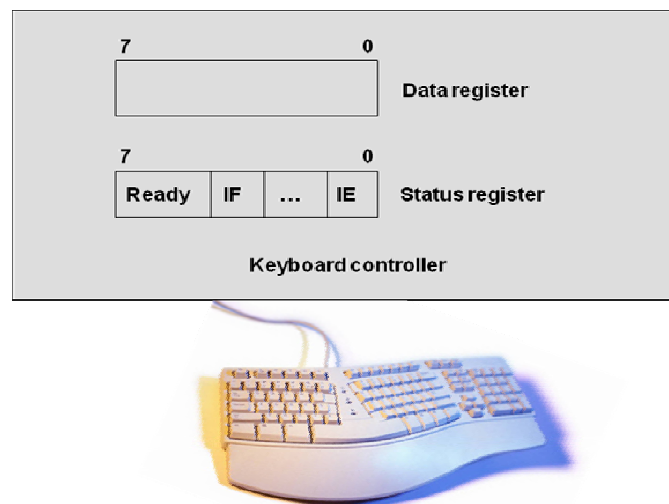 7 0
Data register
7 0
Ready IF ... IE Status register
Keyboard controller